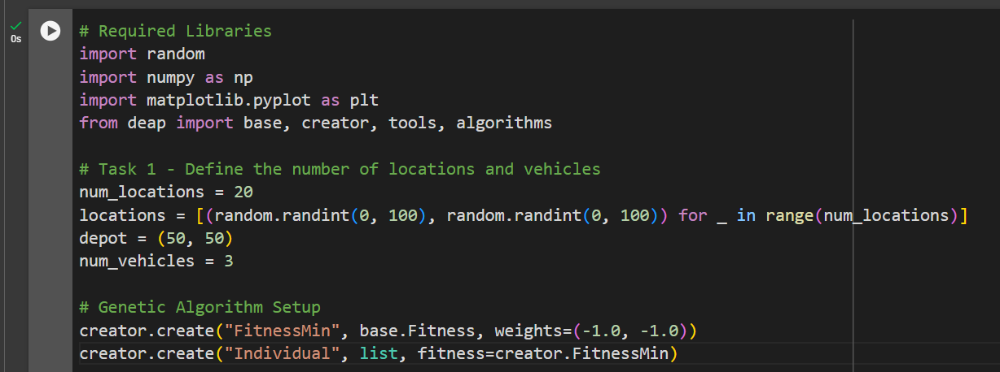 0s
# Required Libraries
import random
import numpy as np
import matplotlib.pyplot as plt
from deap import base, creator, tools, algorithms
# Task 1 - Define the number of locations and vehicles
num_locations = 20
locations = [(random.randint(0, 100), random.randint(0, 100)) for _ in range(num_locations)]
depot = (50, 50)
num_vehicles = 3
# Genetic Algorithm Setup
creator.create("FitnessMin", base.Fitness, weights=(-1.0, -1.0))
creator.create("Individual", list, fitness=creator.FitnessMin)